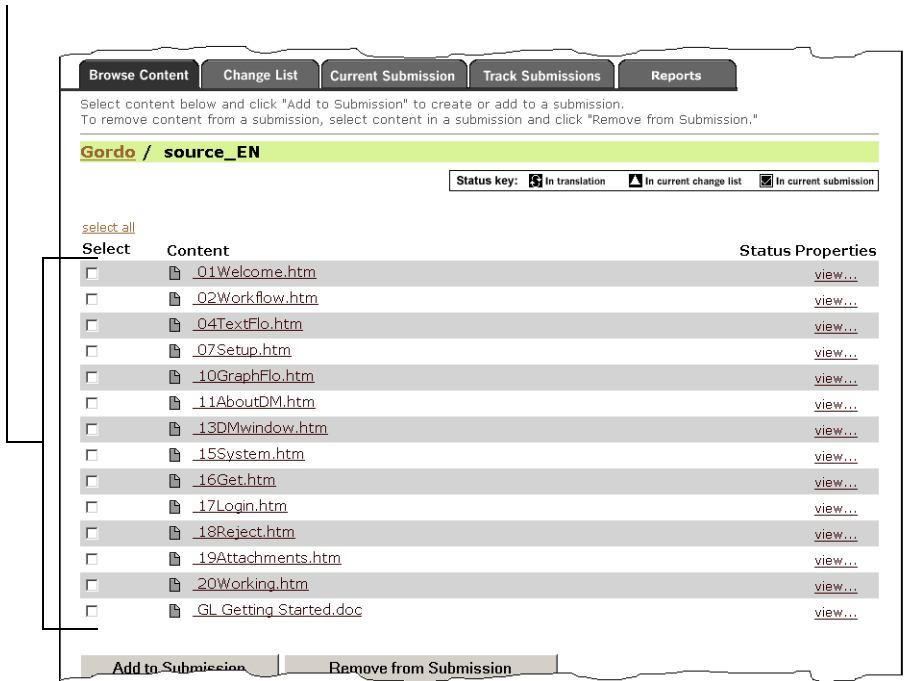 Browse Content Change List Current Submission Track Submissions Reports
Select content below and click "Add to Submission" to create or add to a submission.
To remove content from a submission, select content in a submission and click "Remove from Submission."
Gordo / source_EN
Status key: In translation In current change list In current submission
select all
Select Content Status Properties
_01Welcome.htm view...
_02Workflow.htm view...
_04TextFlo.htm view...
_07Setup.htm view...
_10GraphFlo.htm view...
_11AboutDM.htm view...
_13DMwindow.htm view...
_15System.htm view...
_16Get.htm view...
_17Login.htm view...
_18Reject.htm view...
_19Attachments.htm view...
_20Working.htm view...
_GL Getting Started.doc view...
Add to Submission Remove from Submission